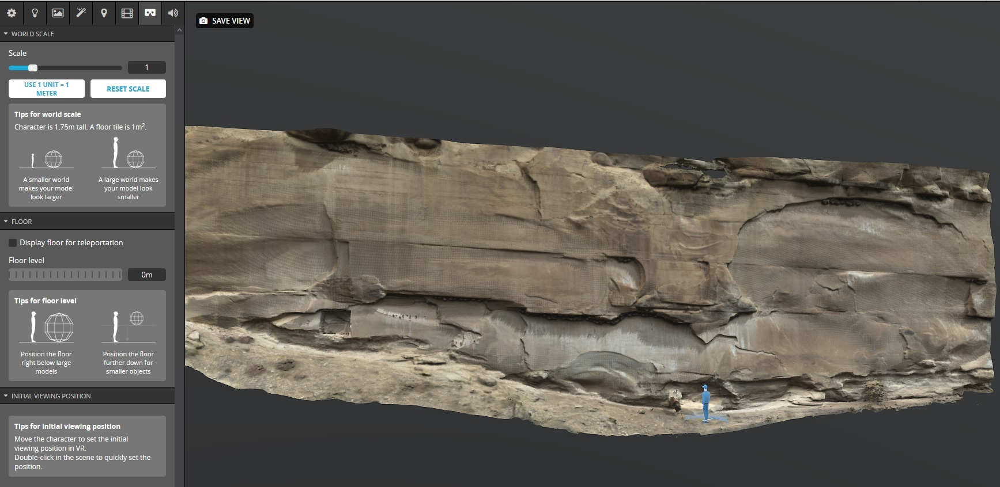 SAVE VIEW
WORLD SCALE
Scale
1
USE 1 UNIT = 1
METER
RESET SCALE
Tips for world scale
Character is 1.75m tall. A floor tile is 1m².
A smaller world
makes your model
look larger
A large world makes
your model look
smaller
FLOOR
Display floor for teleportation
Floor level
0m
Tips for floor level
Position the floor
right below large
models
Position the floor
further down for
smaller objects
INITIAL VIEWING POSITION
Tips for initial viewing position
Move the character to set the initial
viewing position in VR.
Double-click in the scene to quickly set the
position.